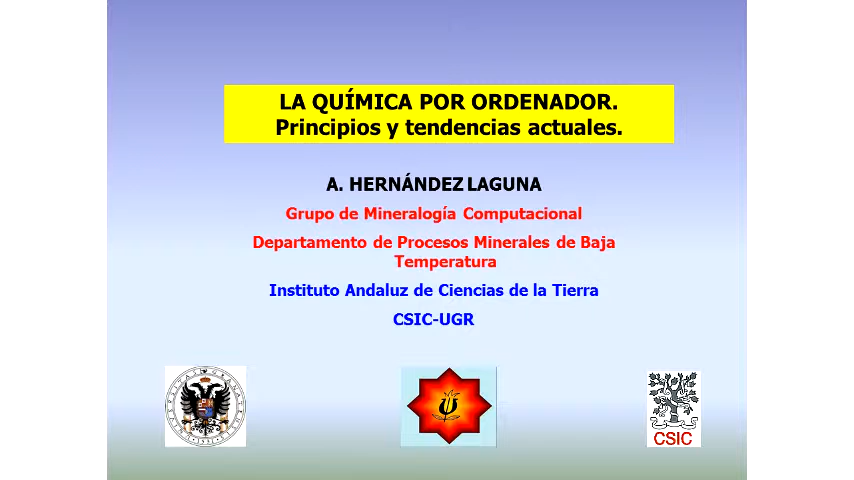 LA QUÍMICA POR ORDENADOR.
Principios y tendencias actuales.
A. HERNÁNDEZ LAGUNA
Grupo de Mineralogía Computacional
Departamento de Procesos Minerales de Baja
Temperatura
Instituto Andaluz de Ciencias de la Tierra
CSIC-UGR
CSIC